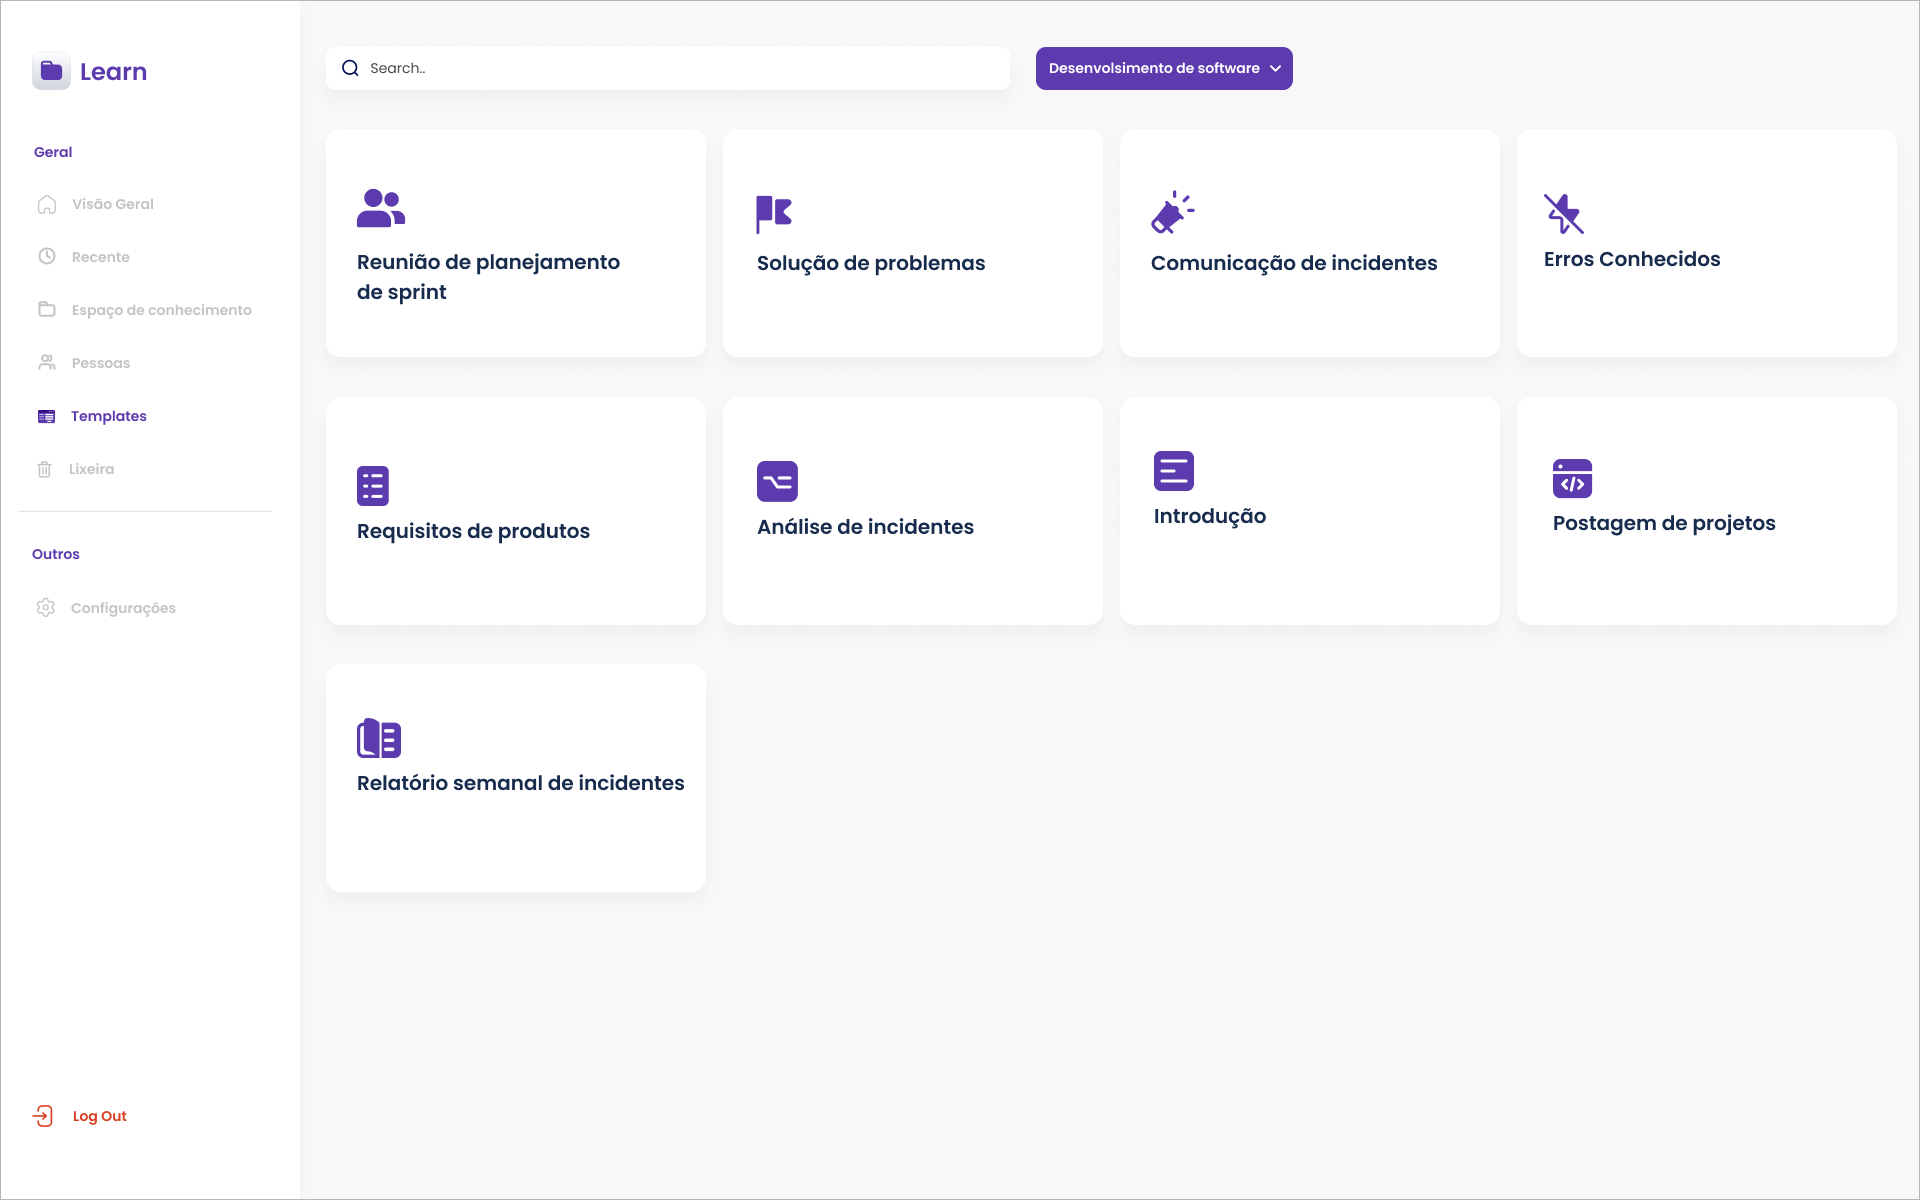 Learn
Geral
Visão Geral
Recente
Espaço de conhecimento
Pessoas
Templates
Lixeira
Outros
Configurações
Log Out
Search..
Desenvolsimento de software
Reunião de planejamento
de sprint
Solução de problemas
Comunicação de incidentes
Erros Conhecidos
Requisitos de produtos
Análise de incidentes
Introdução
Postagem de projetos
Relatório semanal de incidentes